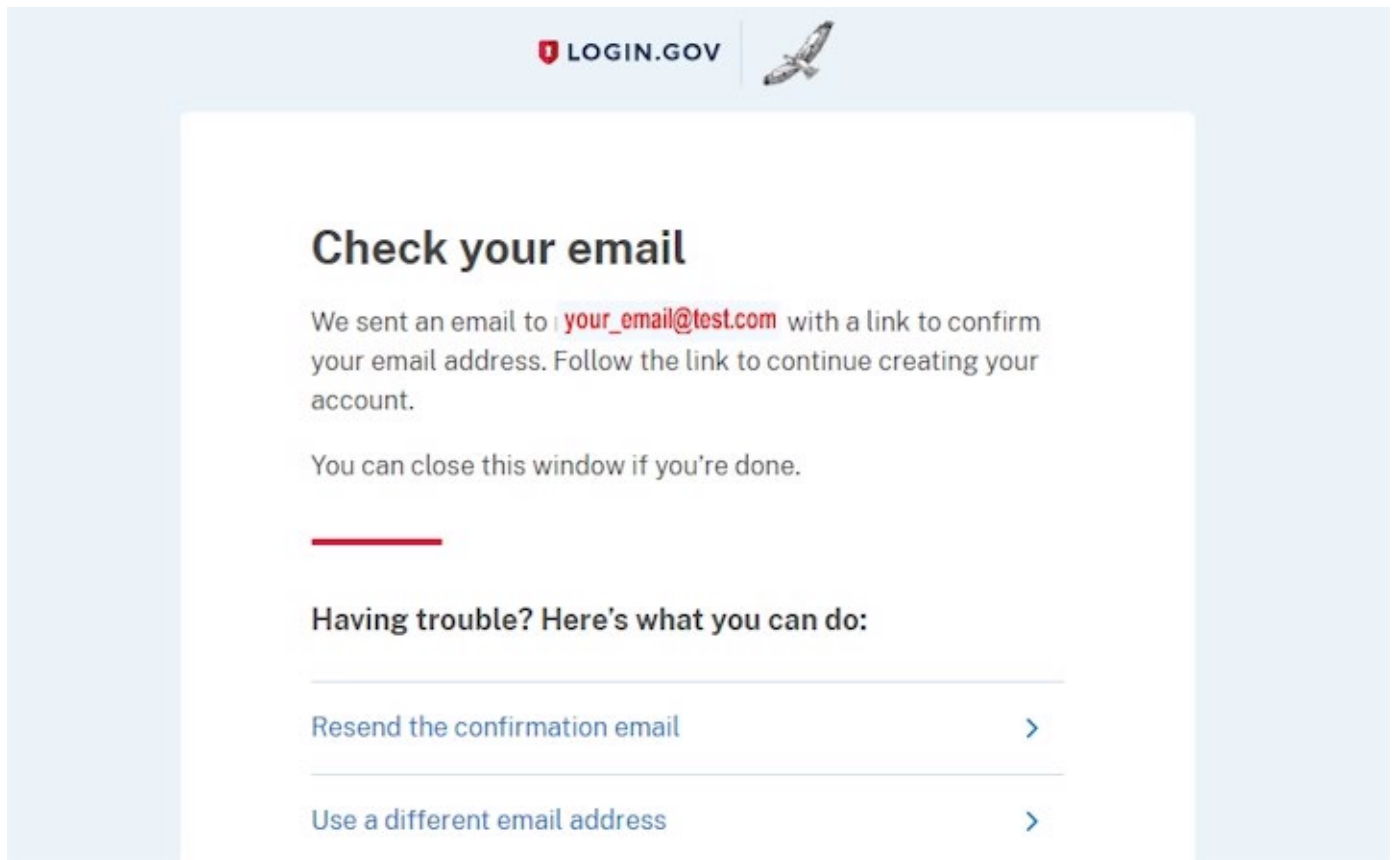 LOGIN.GOV
Check your email
We sent an email to your_email@test.com with a link to confirm
your email address. Follow the link to continue creating your
account.
You can close this window if you're done.
Having trouble? Here's what you can do:
Resend the confirmation email
Use a different email address